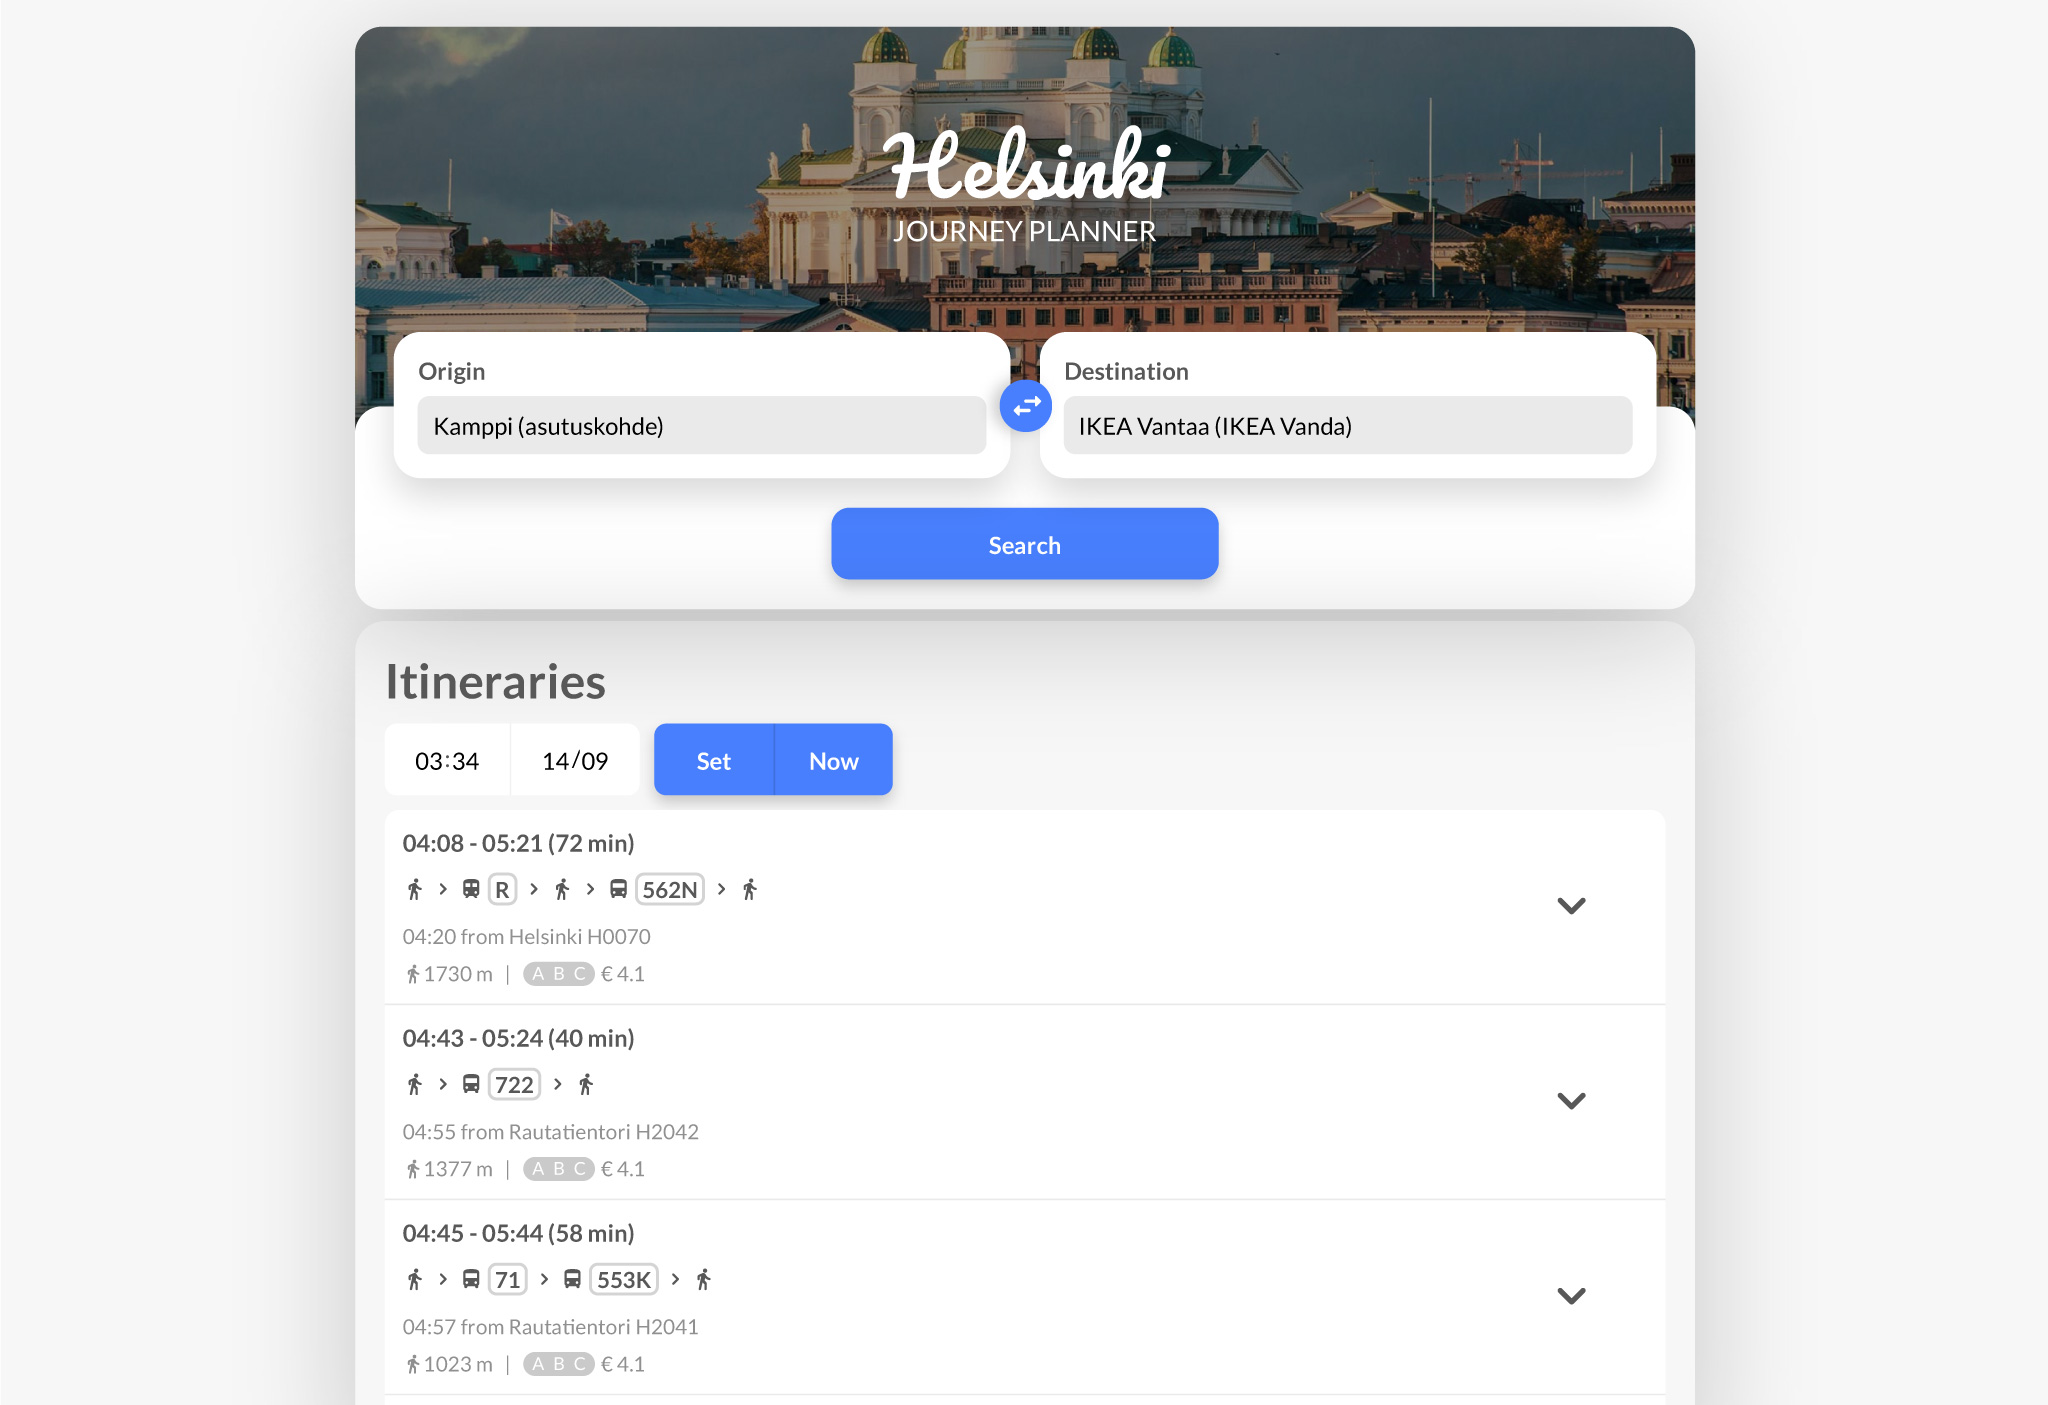 Helsinki
JOURNEY PLANNER
Origin
Destination
Kamppi (asutuskohde)
IKEA Vantaa (IKEA Vanda)
Search
Itineraries
03:34 14/09 Set Now
04:08 - 05:21 (72 min)
R 562N
04:20 from Helsinki H0070
1730 m | A B C € 4.1
04:43 - 05:24 (40 min)
722
04:55 from Rautatientori H2042
1377 m | A B C € 4.1
04:45 - 05:44 (58 min)
71 553K
04:57 from Rautatientori H2041
1023 m | A B C € 4.1